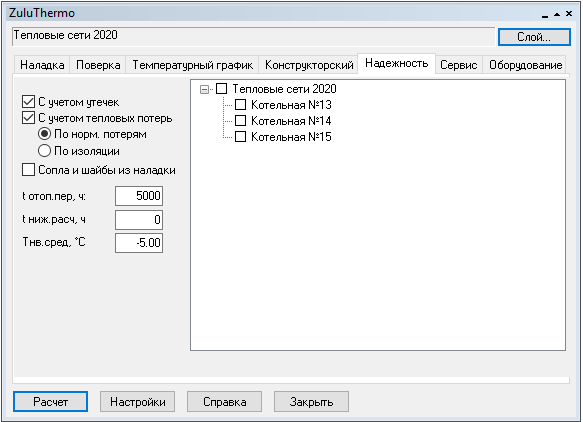 ZuluThermo
Тепловые сети 2020
Слой...
Наладка Поверка Температурный график Конструкторский Надежность Сервис Оборудование
С учетом утечек
С учетом тепловых потерь
По норм. потерям
По изоляции
Сопла и шайбы из наладки
t отоп.пер, ч: 5000
t ниж.расч, ч 0
Tнв.сред, °C -5.00
Тепловые сети 2020
Котельная №13
Котельная №14
Котельная №15
Расчет Настройки Справка Закрыть